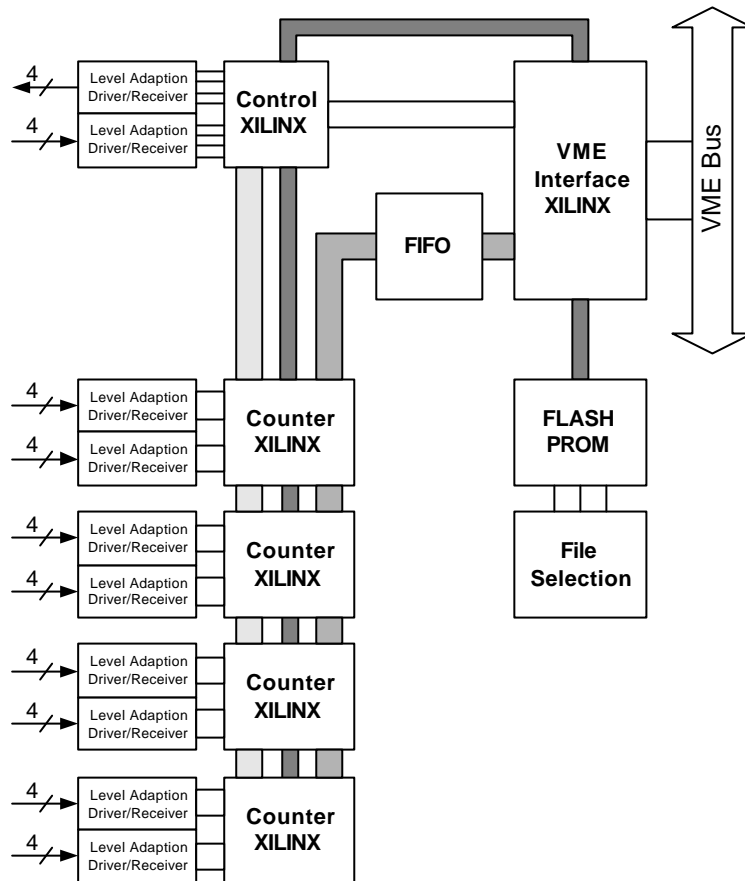 4
Level Adaption
Driver/Receiver
4
Level Adaption
Driver/Receiver
Control
XILINX
VME
Interface
XILINX
VME Bus
FIFO
4
Level Adaption
Driver/Receiver
4
Level Adaption
Driver/Receiver
Counter
XILINX
FLASH
PROM
4
Level Adaption
Driver/Receiver
4
Level Adaption
Driver/Receiver
Counter
XILINX
File
Selection
4
Level Adaption
Driver/Receiver
4
Level Adaption
Driver/Receiver
Counter
XILINX
4
Level Adaption
Driver/Receiver
4
Level Adaption
Driver/Receiver
Counter
XILINX